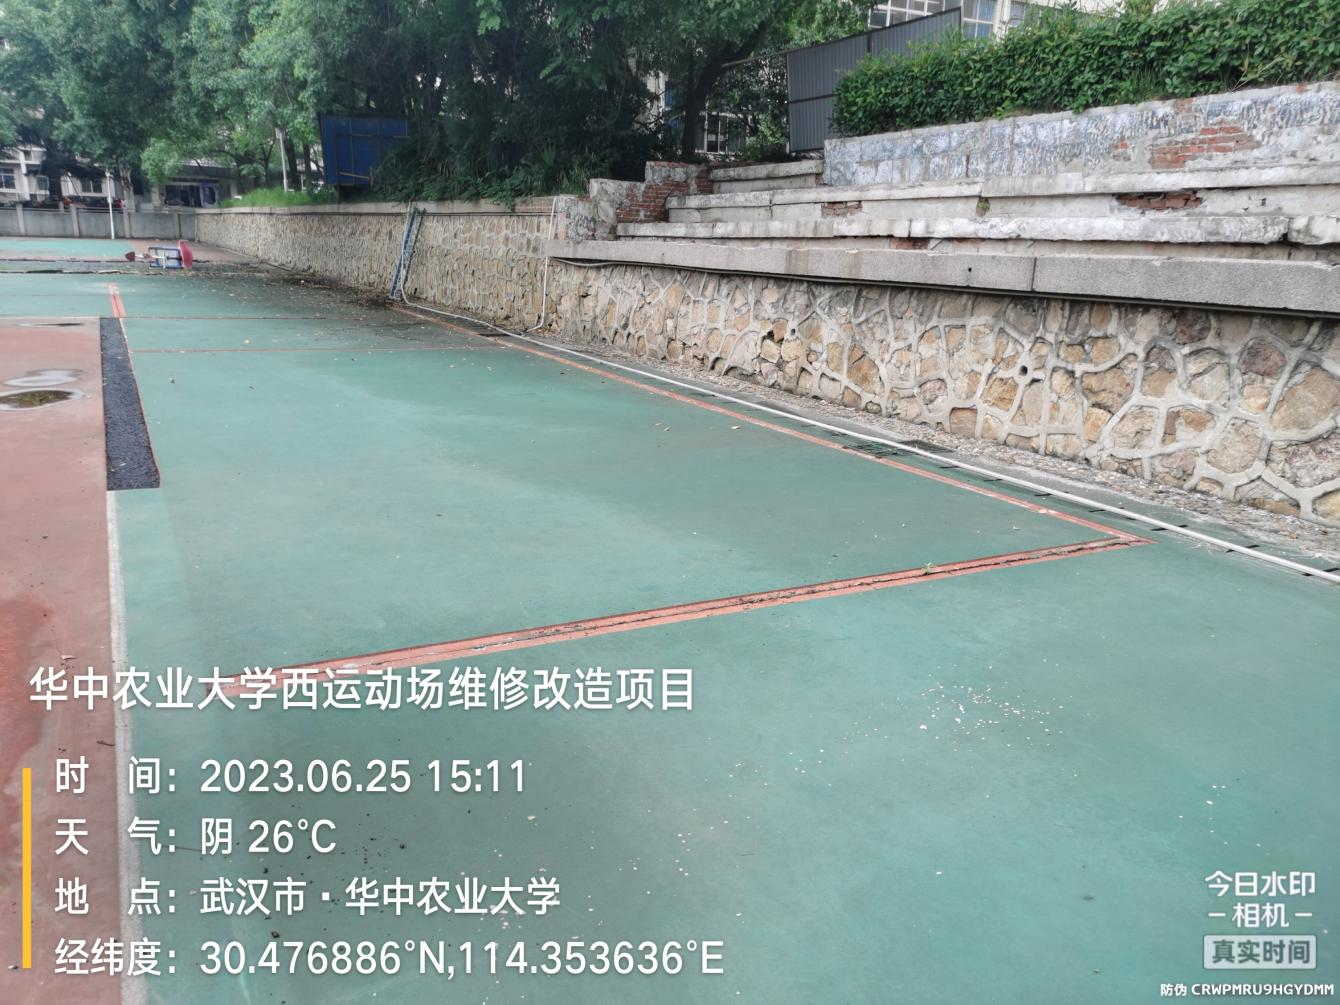 华中农业大学西运动场维修改造项目
时 间：2023.06.25 15:11
天 气：阴 26°C
地 点：武汉市·华中农业大学
经纬度：30.476886°N,114.353636°E
今日水印
-相机-
真实时间
防伪 CRWPMRU9HGYDMM